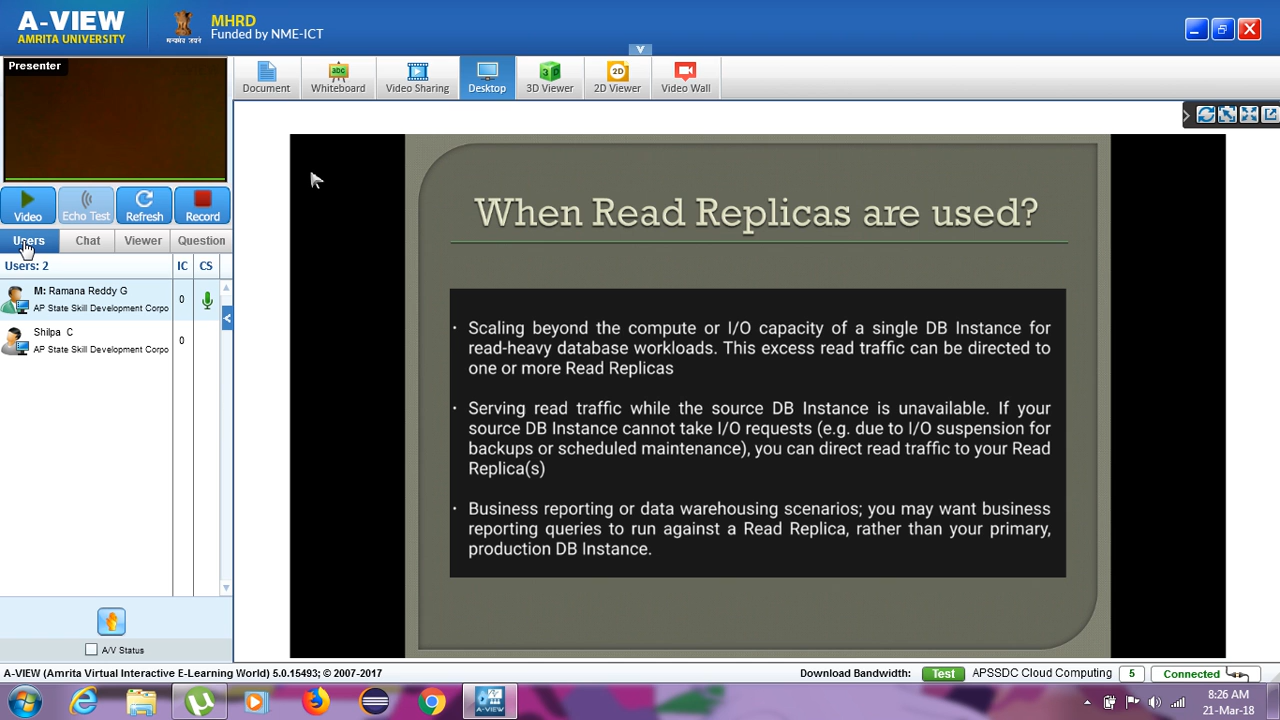 A-VIEW
AMRITA UNIVERSITY
MHRD
Funded by NME-ICT
Presenter
Document
Whiteboard
abc
Video Sharing
Desktop
3D Viewer
3D
2D Viewer
2D
Video Wall
Video
Echo Test
Refresh
Record
Users
Chat
Viewer
Question
Users: 2
IC
CS
M: Ramana Reddy G
AP State Skill Development Corpo
0
Shilpa C
AP State Skill Development Corpo
0
When Read Replicas are used?
· Scaling beyond the compute or I/O capacity of a single DB Instance for
read-heavy database workloads. This excess read traffic can be directed to
one or more Read Replicas
· Serving read traffic while the source DB Instance is unavailable. If your
source DB Instance cannot take I/O requests (e.g. due to I/O suspension for
backups or scheduled maintenance), you can direct read traffic to your Read
Replica(s)
· Business reporting or data warehousing scenarios; you may want business
reporting queries to run against a Read Replica, rather than your primary,
production DB Instance.
A/V Status
A-VIEW (Amrita Virtual Interactive E-Learning World) 5.0.15493; © 2007-2017
Download Bandwidth: Test APSSDC Cloud Computing 5 Connected
A-VIEW
8:26 AM
21-Mar-18